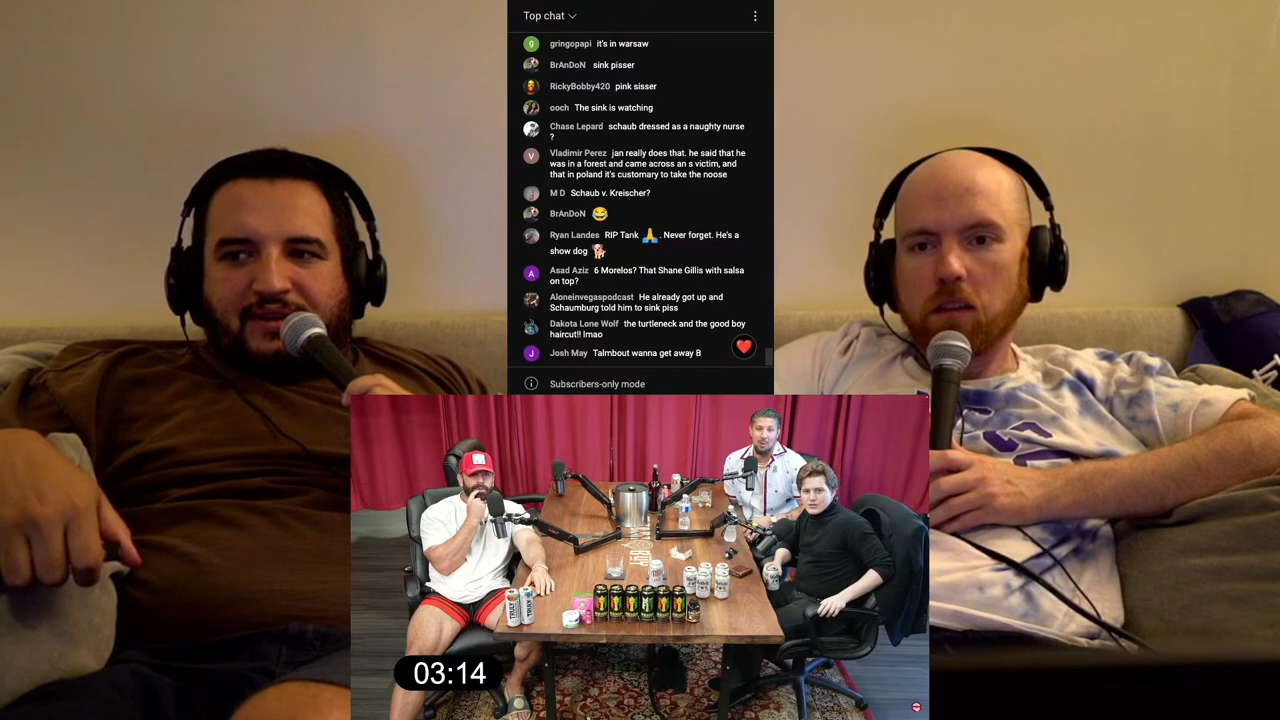 Top chat
gringopapi it's in warsaw
BrAnDoN sink pisser
RickyBobby420 pink sisser
ooch The sink is watching
Chase Lepard schaub dressed as a naughty nurse
?
Vladimir Perez jan really does that. he said that he
was in a forest and came across an s victim, and
that in poland it's customary to take the noose
M D Schaub v. Kreischer?
BrAnDoN 😂
Ryan Landes RIP Tank 🙏. Never forget. He's a
show dog 🐕
Asad Aziz 6 Morelos? That Shane Gillis with salsa
on top?
Aloneinvegaspodcast He already got up and
Schaumburg told him to sink piss
Dakota Lone Wolf the turtleneck and the good boy
haircut!! lmao
Josh May Talmbout wanna get away B
Subscribers-only mode
TRULY
TRULY
03:14